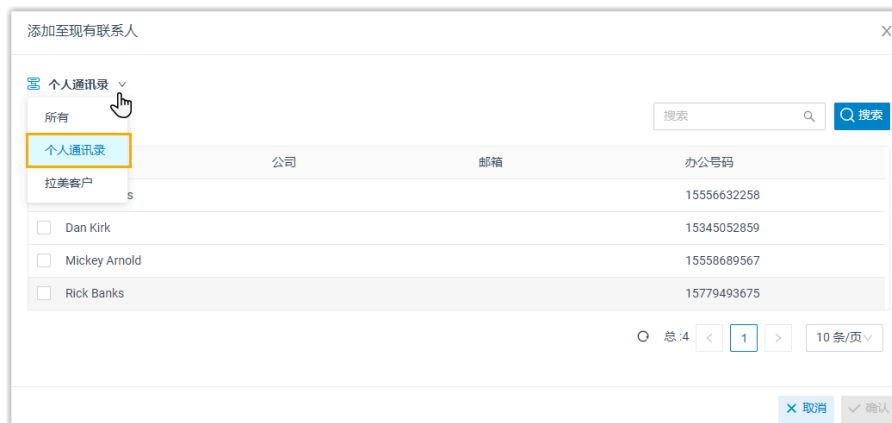 添加至现有联系人
个人通讯录
所有
搜索 搜索
个人通讯录
公司 邮箱 办公号码
拉美客户
s 15556632258
Dan Kirk 15345052859
Mickey Arnold 15558689567
Rick Banks 15779493675
总:4 < 1 > 10 条/页
取消 确认